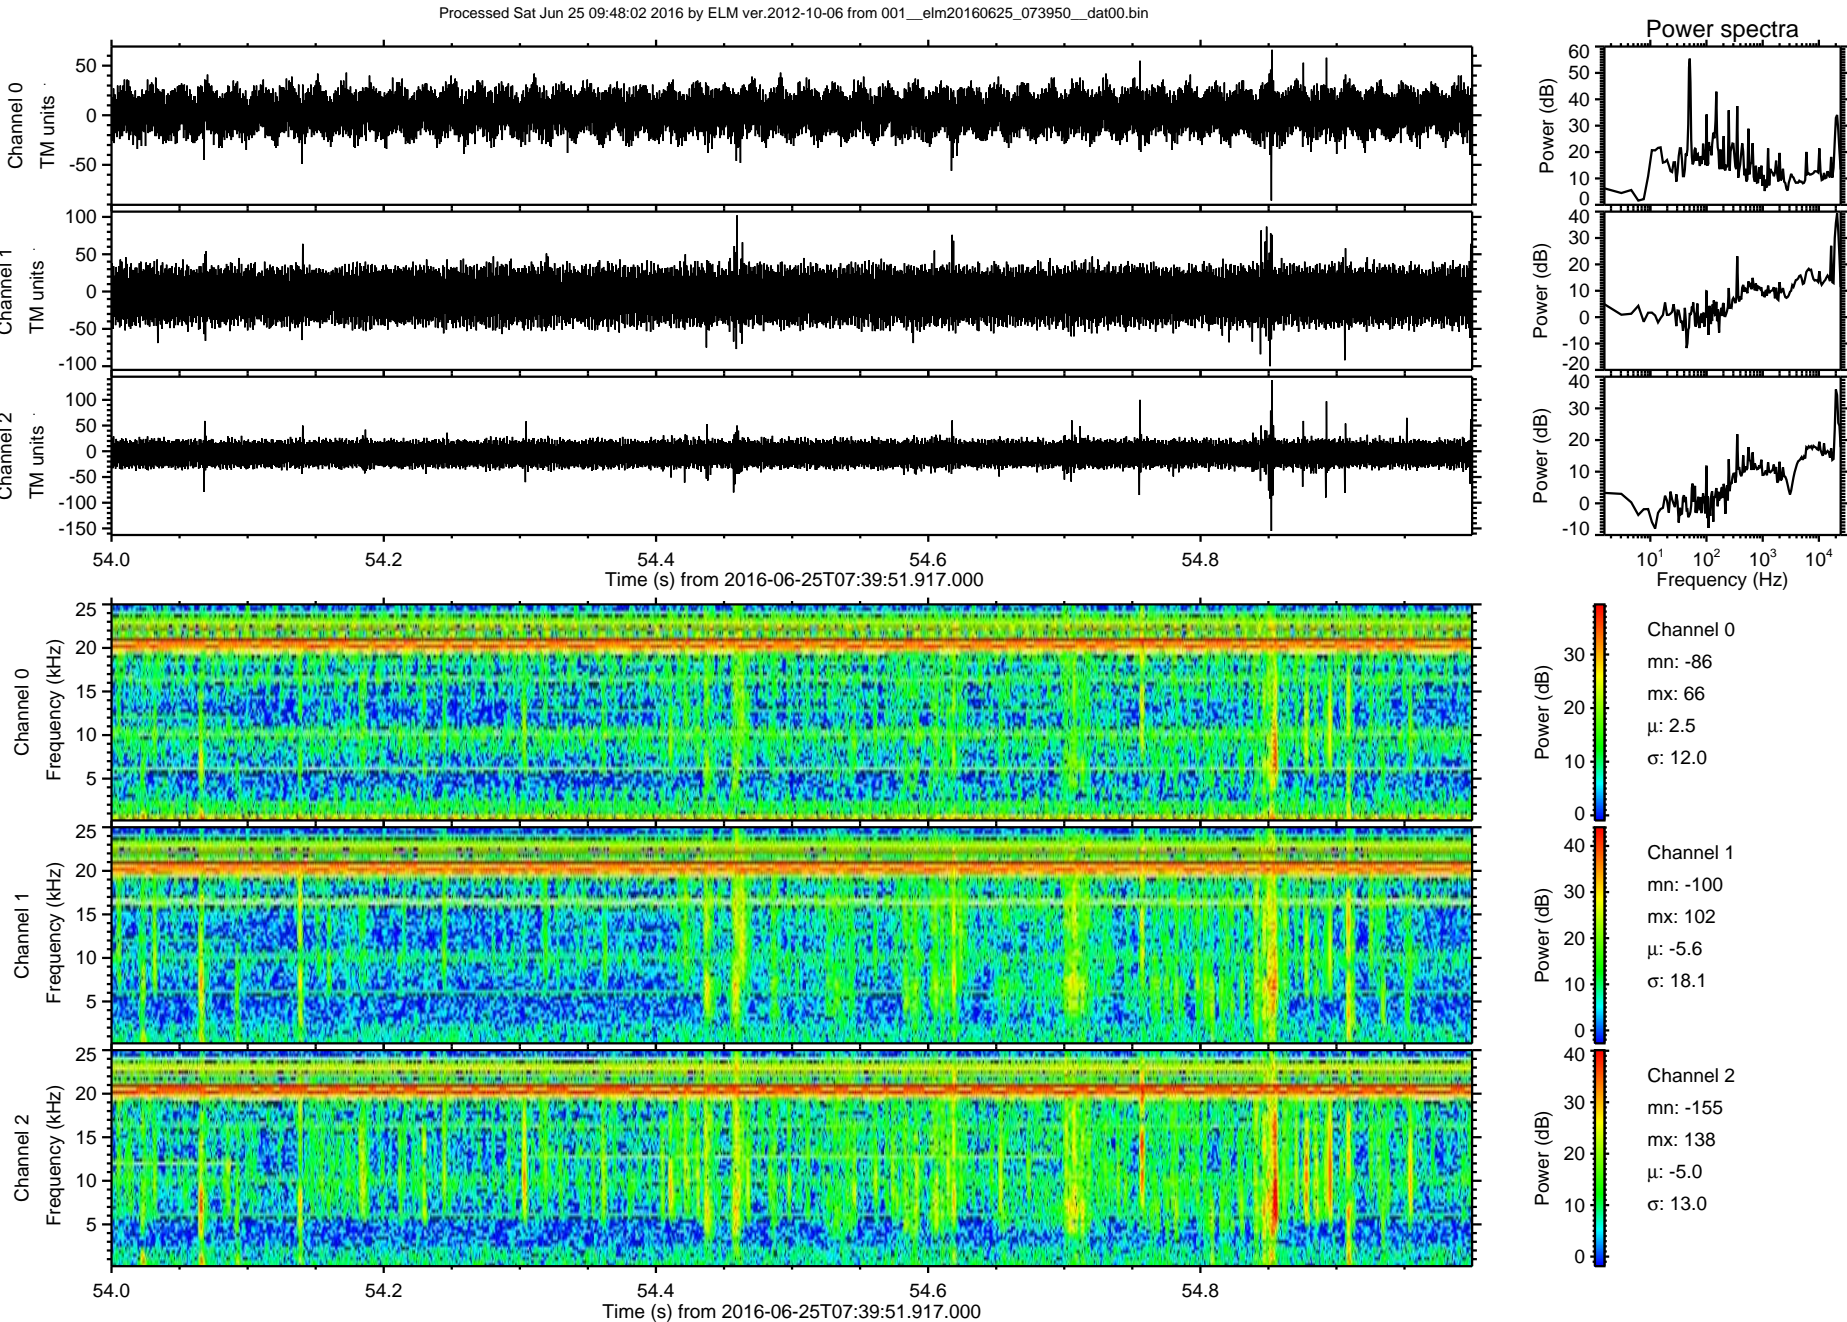 Processed Sat Jun 25 09:48:02 2016 by ELM ver.2012-10-06 from 001__elm20160625_073950__dat00.bin
Power spectra
Channel 0
TM units
50
0
-50
Power (dB)
60
50
40
30
20
10
0
Channel 1
TM units
100
50
0
-50
-100
Power (dB)
40
30
20
10
0
-10
-20
Channel 2
TM units
100
50
0
-50
-100
-150
Power (dB)
40
30
20
10
0
-10
54.0 54.2 54.4 54.6 54.8
Time (s) from 2016-06-25T07:39:51.917.000
10¹ 10² 10³ 10⁴
Frequency (Hz)
Channel 0
Frequency (kHz)
25
20
15
10
5
Power (dB)
30
20
10
0
Channel 0
mn: -86
mx: 66
μ: 2.5
σ: 12.0
Channel 1
Frequency (kHz)
25
20
15
10
5
Power (dB)
40
30
20
10
0
Channel 1
mn: -100
mx: 102
μ: -5.6
σ: 18.1
Channel 2
Frequency (kHz)
25
20
15
10
5
Power (dB)
40
30
20
10
0
Channel 2
mn: -155
mx: 138
μ: -5.0
σ: 13.0
54.0 54.2 54.4 54.6 54.8
Time (s) from 2016-06-25T07:39:51.917.000